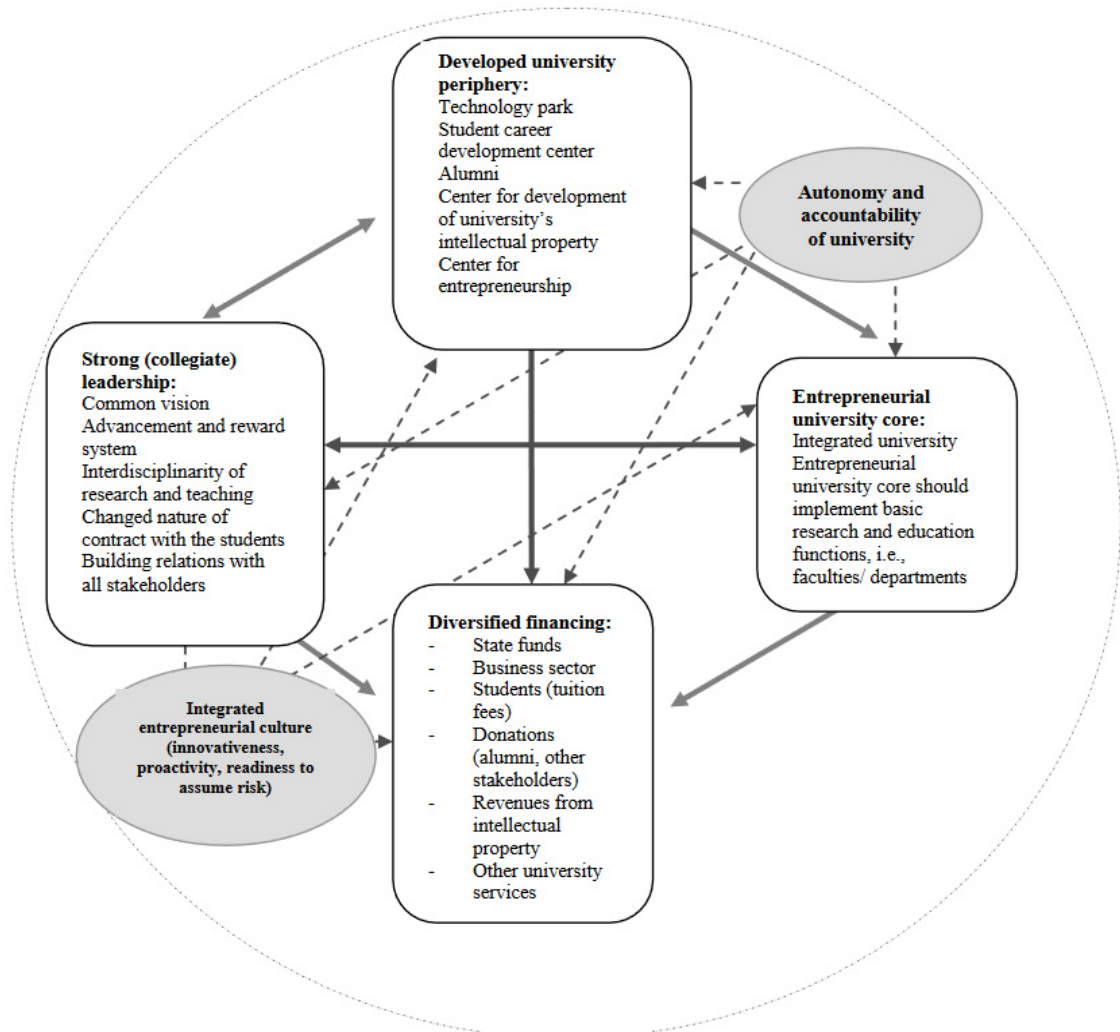 Developed university
periphery:
Technology park
Student career
development center
Alumni
Center for development
of university's
intellectual property
Center for
entrepreneurship
Autonomy and
accountability
of university
Strong (collegiate)
leadership:
Common vision
Advancement and reward
system
Interdisciplinarity of
research and teaching
Changed nature of
contract with the students
Building relations with
all stakeholders
Entrepreneurial
university core:
Integrated university
Entrepreneurial
university core should
implement basic
research and education
functions, i.e.,
faculties/ departments
Integrated
entrepreneurial culture
(innovativeness,
proactivity, readiness to
assume risk)
Diversified financing:
- State funds
- Business sector
- Students (tuition
fees)
- Donations
(alumni, other
stakeholders)
- Revenues from
intellectual
property
- Other university
services